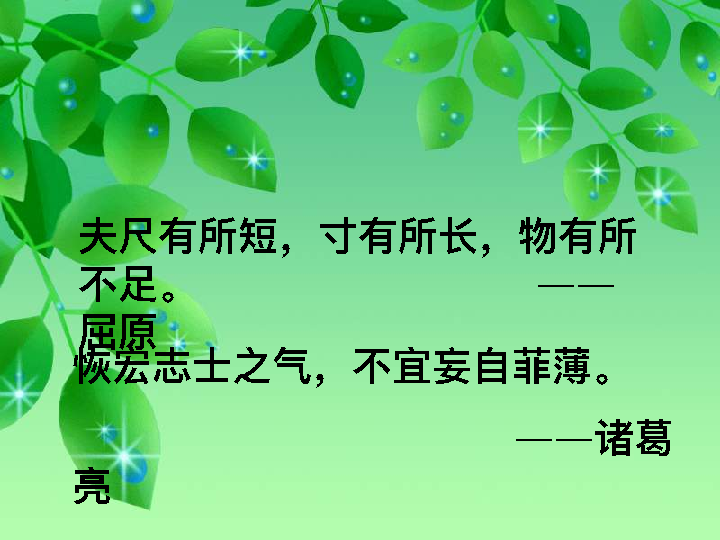 夫尺有所短，寸有所长，物有所
不足。 ——
屈原
恢宏志士之气，不宜妄自菲薄。
——诸葛
亮